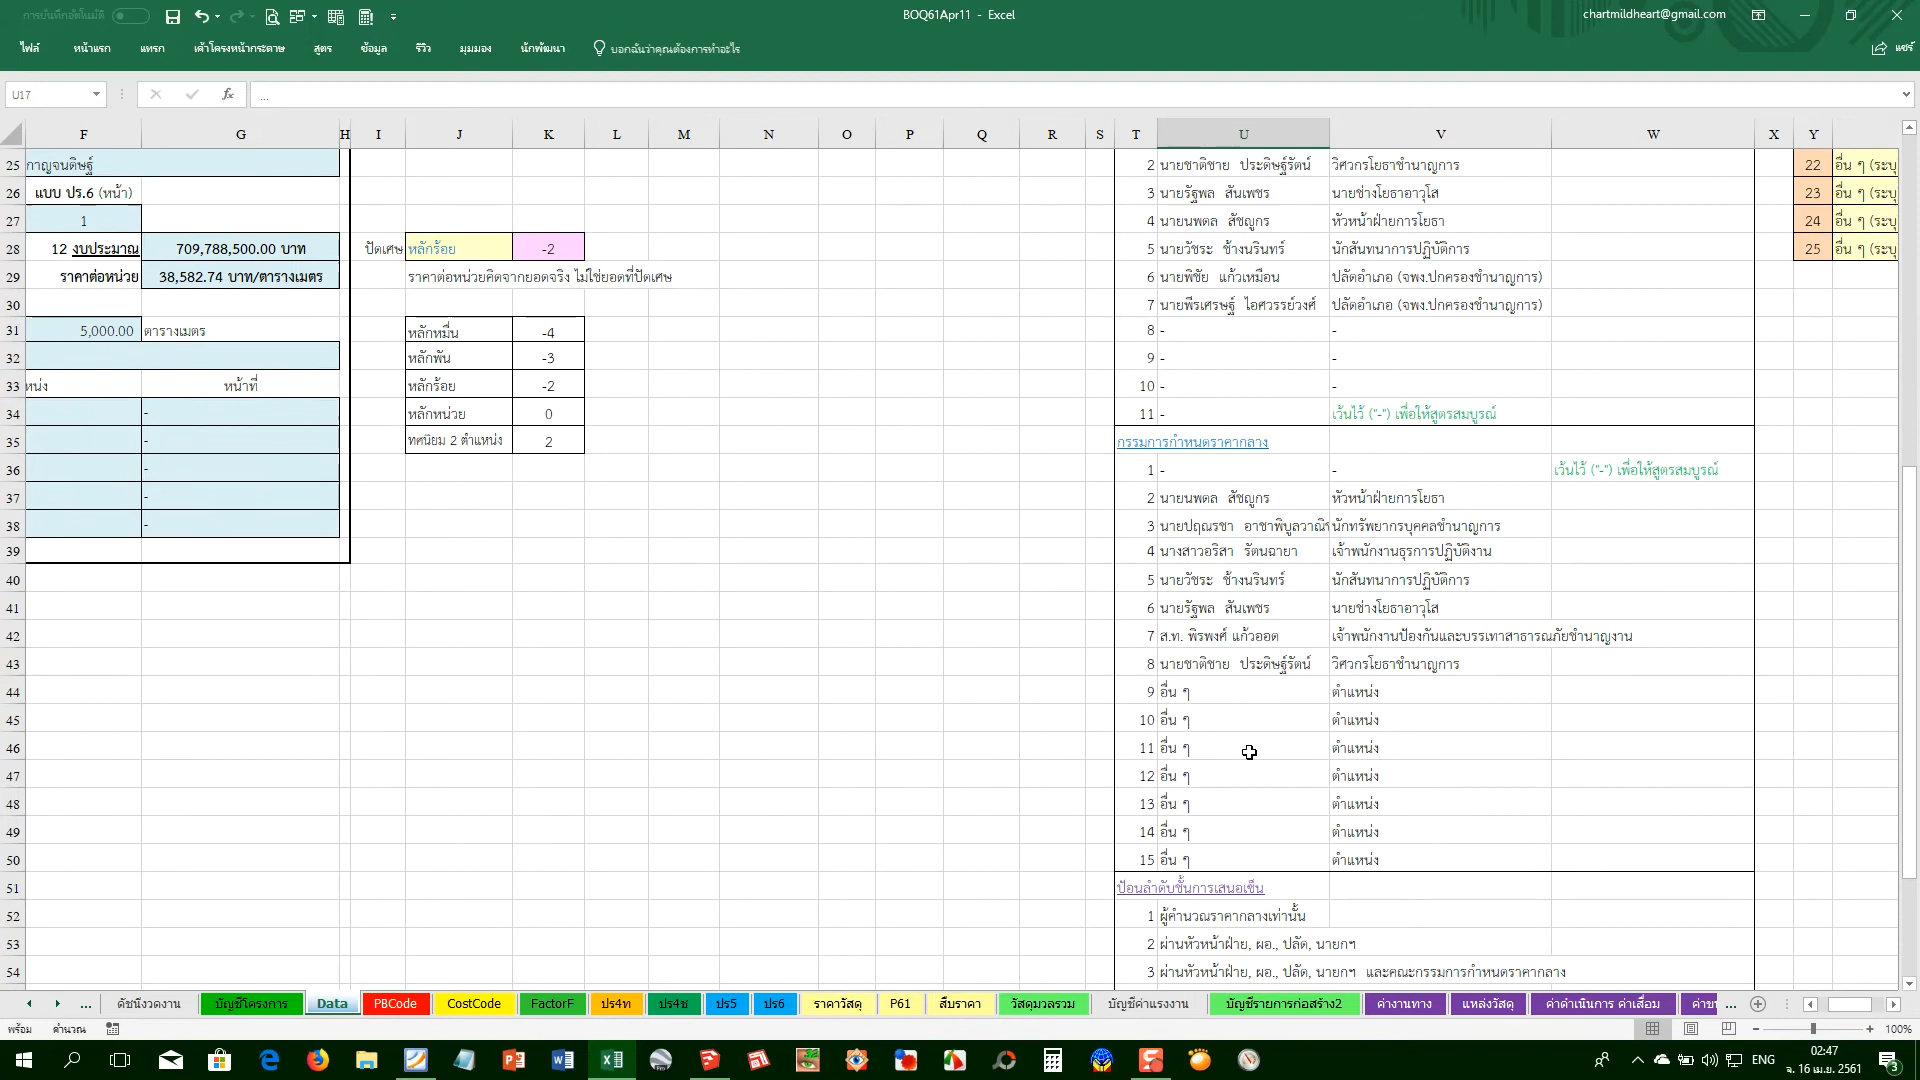 การบันทึกอัตโนมัติ
BOQ61Apr11 - Excel
chartmildheart@gmail.com
ไฟล์ หน้าแรก แทรก เค้าโครงหน้ากระดาษ สูตร ข้อมูล รีวิว มุมมอง นักพัฒนา บอกฉันว่าคุณต้องการทำอะไร แชร์
U17 fx ...
F G H I J K L M N O P Q R S T U V W X Y
25 กาญจนดิษฐ์ 2 นายชาติชาย ประดิษฐ์รัตน์ วิศวกรโยธาชำนาญการ 22 อื่น ๆ (ระบุ
26 แบบ ปร.6 (หน้า) 3 นายรัฐพล สันเพชร นายช่างโยธาอาวุโส 23 อื่น ๆ (ระบุ
27 1 4 นายนพดล สัชญูกร หัวหน้าฝ่ายการโยธา 24 อื่น ๆ (ระบุ
28 12 งบประมาณ 709,788,500.00 บาท ปัดเศษ หลักร้อย -2 5 นายวัชระ ช้างนรินทร์ นักสันทนาการปฏิบัติการ 25 อื่น ๆ (ระบุ
29 ราคาต่อหน่วย 38,582.74 บาท/ตารางเมตร ราคาต่อหน่วยคิดจากยอดจริง ไม่ใช่ยอดที่ปัดเศษ 6 นายพิชัย แก้วเหมือน ปลัดอำเภอ (จพง.ปกครองชำนาญการ)
30 7 นายพีรเศรษฐ์ ไอศวรรย์วงศ์ ปลัดอำเภอ (จพง.ปกครองชำนาญการ)
31 5,000.00 ตารางเมตร หลักหมื่น -4 8 - -
32 หลักพัน -3 9 - -
33 หน่ง หน้าที่ หลักร้อย -2 10 - -
34 - หลักหน่วย 0 11 - เว้นไว้ ("-") เพื่อให้สูตรสมบูรณ์
35 - ทศนิยม 2 ตำแหน่ง 2 กรรมการกำหนดราคากลาง
36 - 1 - - เว้นไว้ ("-") เพื่อให้สูตรสมบูรณ์
37 - 2 นายนพดล สัชญูกร หัวหน้าฝ่ายการโยธา
38 - 3 นายปฤณรชา อาชาพิบูลวาณิช นักทรัพยากรบุคคลชำนาญการ
39 4 นางสาวอริสา รัตนฉายา เจ้าพนักงานธุรการปฏิบัติงาน
40 5 นายวัชระ ช้างนรินทร์ นักสันทนาการปฏิบัติการ
41 6 นายรัฐพล สันเพชร นายช่างโยธาอาวุโส
42 7 ส.ท. พิรพงศ์ แก้วออด เจ้าพนักงานป้องกันและบรรเทาสาธารณภัยชำนาญงาน
43 8 นายชาติชาย ประดิษฐ์รัตน์ วิศวกรโยธาชำนาญการ
44 9 อื่น ๆ ตำแหน่ง
45 10 อื่น ๆ ตำแหน่ง
46 11 อื่น ๆ ตำแหน่ง
47 12 อื่น ๆ ตำแหน่ง
48 13 อื่น ๆ ตำแหน่ง
49 14 อื่น ๆ ตำแหน่ง
50 15 อื่น ๆ ตำแหน่ง
51 ป้อนลำดับชั้นการเสนอเซ็น
52 1 ผู้คำนวณราคากลางเท่านั้น
53 2 ผ่านหัวหน้าฝ่าย, ผอ., ปลัด, นายกฯ
54 3 ผ่านหัวหน้าฝ่าย, ผอ., ปลัด, นายกฯ และคณะกรรมการกำหนดราคากลาง
... ดัชนีงวดงาน บัญชีโครงการ Data PBCode CostCode FactorF ปร4ท ปร4ช ปร5 ปร6 ราคาวัสดุ P61 สืบราคา วัสดุมวลรวม บัญชีค่าแรงงาน บัญชีรายการก่อสร้าง2 ค่างานทาง แหล่งวัสดุ ค่าดำเนินการ ค่าเสื่อม ค่าข ...
พร้อม คำนวณ 100%
ENG 02:47
จ. 16 เม.ย. 2561
3